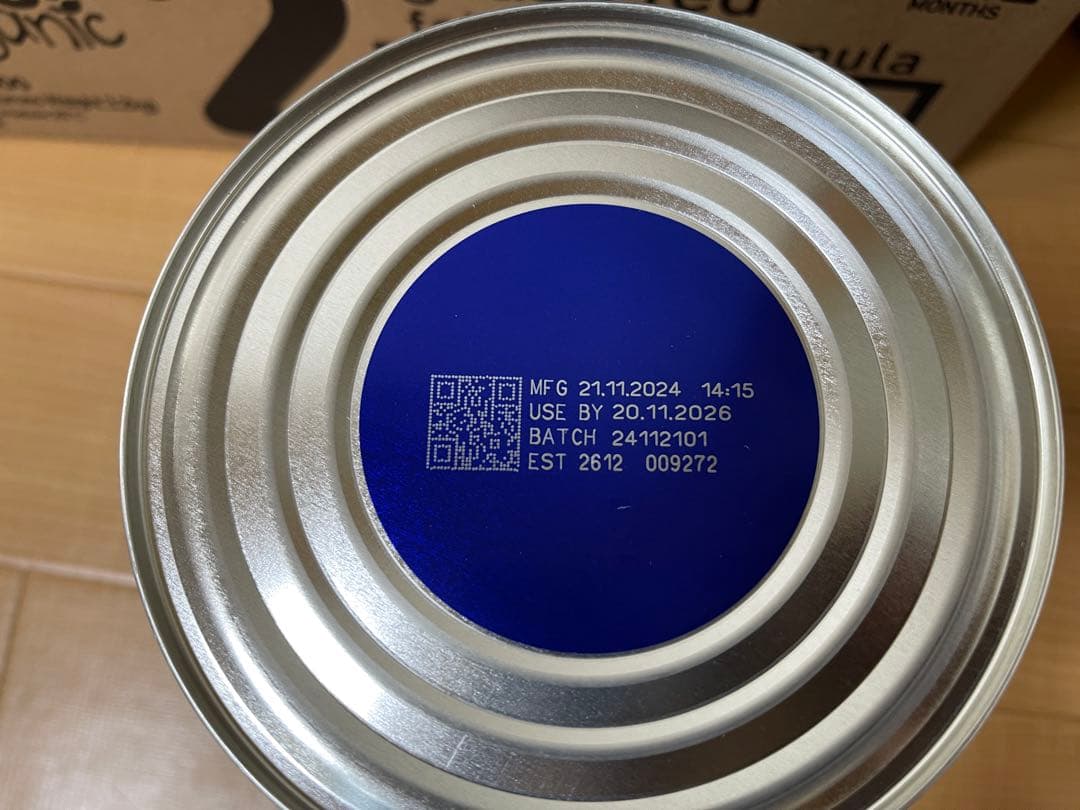 MONTHS
MFG 21.11.2024 14:15
USE BY 20.11.2026
BATCH 24112101
EST 2612 009272